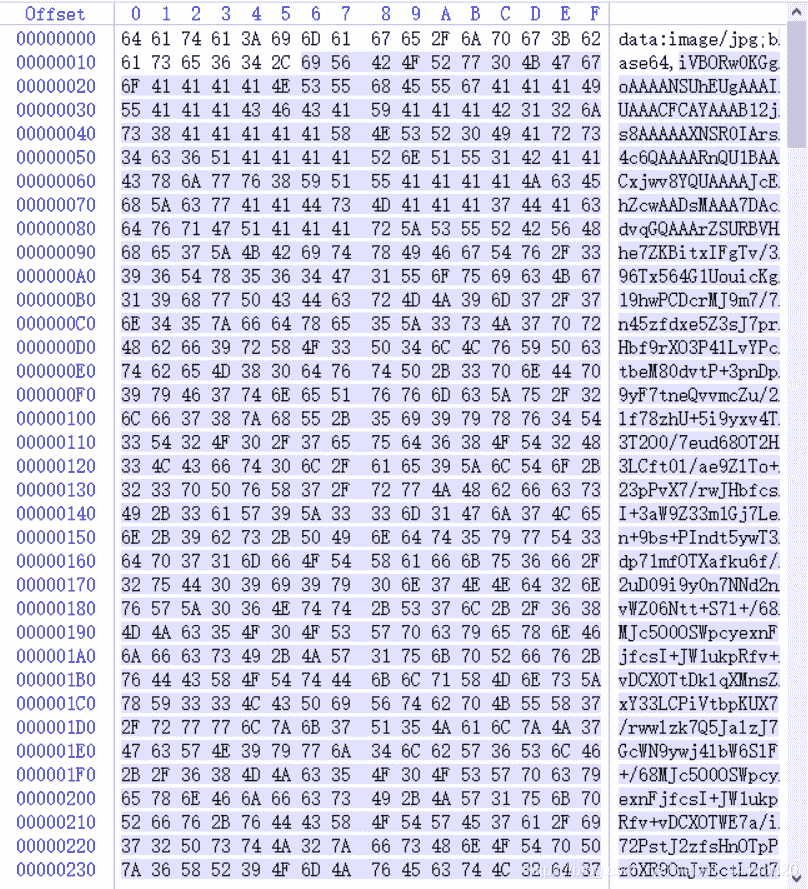 Offset 0 1 2 3 4 5 6 7 8 9 A B C D E F
00000000 64 61 74 61 3A 69 6D 61 67 65 2F 6A 70 67 3B 62 data:image/jpg;b
00000010 61 73 65 36 34 2C 69 56 42 4F 52 77 30 4B 47 67 ase64,iVBORw0KGg
00000020 6F 41 41 41 41 4E 53 55 68 45 55 67 41 41 41 49 oAAAANSUhEUgAAAI
00000030 55 41 41 41 43 46 43 41 59 41 41 41 42 31 32 6A UAAACFCAYAAAB12j
00000040 73 38 41 41 41 41 41 58 4E 53 52 30 49 41 72 73 s8AAAAAXNSR0IArs
00000050 34 63 36 51 41 41 41 41 52 6E 51 55 31 42 41 41 4c6QAAAARnQU1BAA
00000060 43 78 6A 77 76 38 59 51 55 41 41 41 41 4A 63 45 Cxjwv8YQUAAAAJcE
00000070 68 5A 63 77 41 41 44 73 4D 41 41 41 37 44 41 63 hZcwAADsMAAA7DAc
00000080 64 76 71 47 51 41 41 41 72 5A 53 55 52 42 56 48 dvqGQAAArZSURBVH
00000090 68 65 37 5A 4B 42 69 74 78 49 46 67 54 76 2F 33 he7ZKBitxIFgTv/3
000000A0 39 36 54 78 35 36 34 47 31 55 6F 75 69 63 4B 67 96Tx564G1UouicKg
000000B0 31 39 68 77 50 43 44 63 72 4D 4A 39 6D 37 2F 37 19hwPCDcrMJ9m7/7
000000C0 6E 34 35 7A 66 64 78 65 35 5A 33 73 4A 37 70 72 n45zfdxe5Z3sJ7pr
000000D0 48 62 66 39 72 58 4F 33 50 34 6C 4C 76 59 50 63 Hbf9rXO3P4lLvYPc
000000E0 74 62 65 4D 38 30 64 76 74 50 2B 33 70 6E 44 70 tbeM80dvtP+3pnDp
000000F0 39 79 46 37 74 6E 65 51 76 76 6D 63 5A 75 2F 32 9yF7tneQvvmcZu/2
00000100 6C 66 37 38 7A 68 55 2B 35 69 39 79 78 76 34 54 lf78zhU+5i9yxv4T
00000110 33 54 32 4F 30 2F 37 65 75 64 36 38 4F 54 32 48 3T2O0/7eud68OT2H
00000120 33 4C 43 66 74 30 6C 2F 61 65 39 5A 6C 54 6F 2B 3LCft0l/ae9ZlTo+
00000130 32 33 70 50 76 58 37 2F 72 77 4A 48 62 66 63 73 23pPvX7/rwJHbfcs
00000140 49 2B 33 61 57 39 5A 33 33 6D 31 47 6A 37 4C 65 I+3aW9Z33m1Gj7Le
00000150 6E 2B 39 62 73 2B 50 49 6E 64 74 35 79 77 54 33 n+9bs+PIndt5ywT3
00000160 64 70 37 31 6D 66 4F 54 58 61 66 6B 75 36 66 2F dp71mfOTXafku6f/
00000170 32 75 44 30 39 69 39 79 30 6E 37 4E 4E 64 32 6E 2uD09i9y0n7NNd2n
00000180 76 57 5A 30 36 4E 74 74 2B 53 37 6C 2B 2F 36 38 vWZ06Ntt+S7l+/68
00000190 4D 4A 63 35 4F 30 4F 53 57 70 63 79 65 78 6E 46 MJc5O0OSWpcyexnF
000001A0 6A 66 63 73 49 2B 4A 57 31 75 6B 70 52 66 76 2B jfcsI+JW1ukpRfv+
000001B0 76 44 43 58 4F 54 74 44 6B 6C 71 58 4D 6E 73 5A vDCXOTtDklqXMnsZ
000001C0 78 59 33 33 4C 43 50 69 56 74 62 70 4B 55 58 37 xY33LCPiVtbpKUX7
000001D0 2F 72 77 77 6C 7A 6B 37 51 35 4A 61 6C 7A 4A 37 /rwwlzk7Q5JalzJ7
000001E0 47 63 57 4E 39 79 77 6A 34 6C 62 57 36 53 6C 46 GcWN9ywj4lbW6SlF
000001F0 2B 2F 36 38 4D 4A 63 35 4F 30 4F 53 57 70 63 79 +/68MJc5O0OSWpcy
00000200 65 78 6E 46 6A 66 63 73 49 2B 4A 57 31 75 6B 70 exnFjfcsI+JW1ukp
00000210 52 66 76 2B 76 44 43 58 4F 54 57 45 37 61 2F 69 Rfv+vDCXOTWE7a/i
00000220 37 32 50 73 74 4A 32 7A 66 73 48 6E 4F 54 70 50 72PstJ2zfsHnOTpP
00000230 7A 36 58 52 39 4F 6D 4A 76 45 63 74 4C 32 64 37 z6XR9OmJvEctL2d7